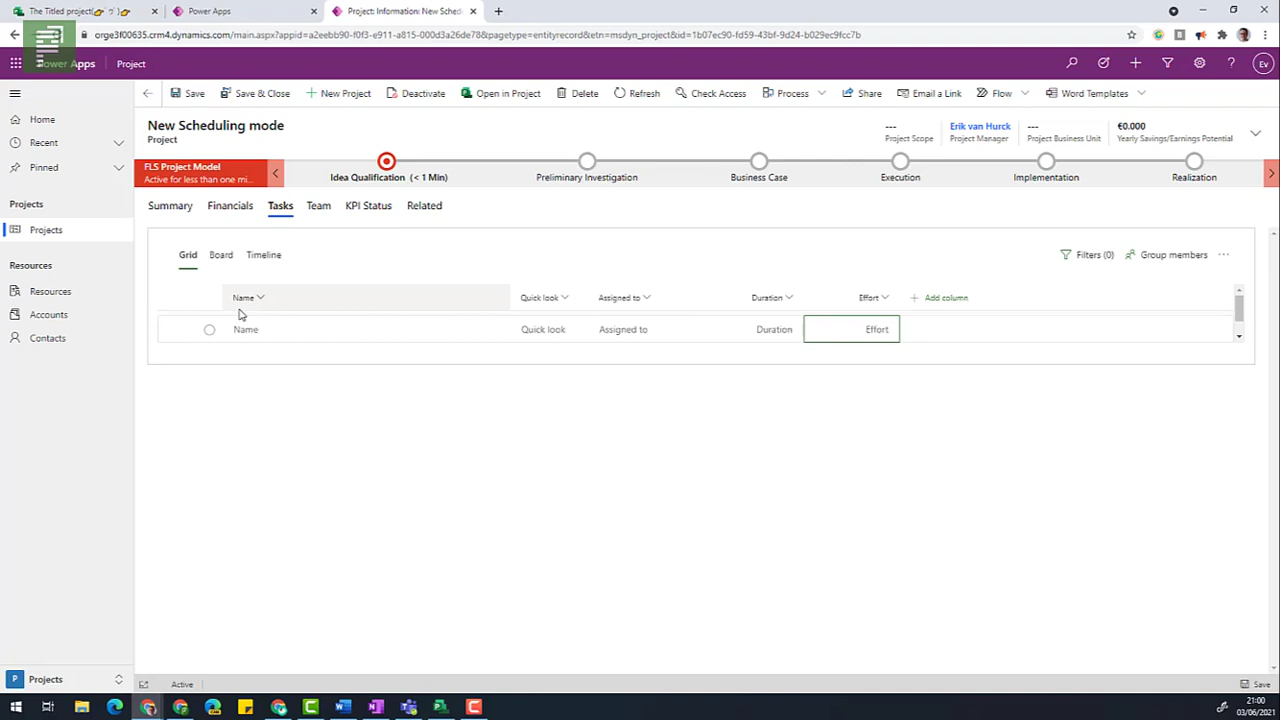 The Titled project(👉ﾟヮﾟ)👉
Power Apps
Project: Information: New Sched
orge3f00635.crm4.dynamics.com/main.aspx?appid=a2eebb90-f0f3-e911-a815-000d3a26de78&pagetype=entityrecord&etn=msdyn_project&id=1b07ec90-fd59-43bf-9d24-b029ec9fcc7b
Power Apps
Project
Ev
Save
Save & Close
New Project
Deactivate
Open in Project
Delete
Refresh
Check Access
Process
Share
Email a Link
Flow
Word Templates
Home
Recent
Pinned
Projects
Projects
Resources
Resources
Accounts
Contacts
New Scheduling mode
Project
---
Project Scope
Erik van Hurck
Project Manager
---
Project Business Unit
€0.000
Yearly Savings/Earnings Potential
FLS Project Model
Active for less than one mi...
Idea Qualification (< 1 Min)
Preliminary Investigation
Business Case
Execution
Implementation
Realization
Summary
Financials
Tasks
Team
KPI Status
Related
Grid
Board
Timeline
Filters (0)
Group members
Name
Quick look
Assigned to
Duration
Effort
Add column
Name
Quick look
Assigned to
Duration
Effort
P
Projects
Active
Save
21:00
03/06/2021